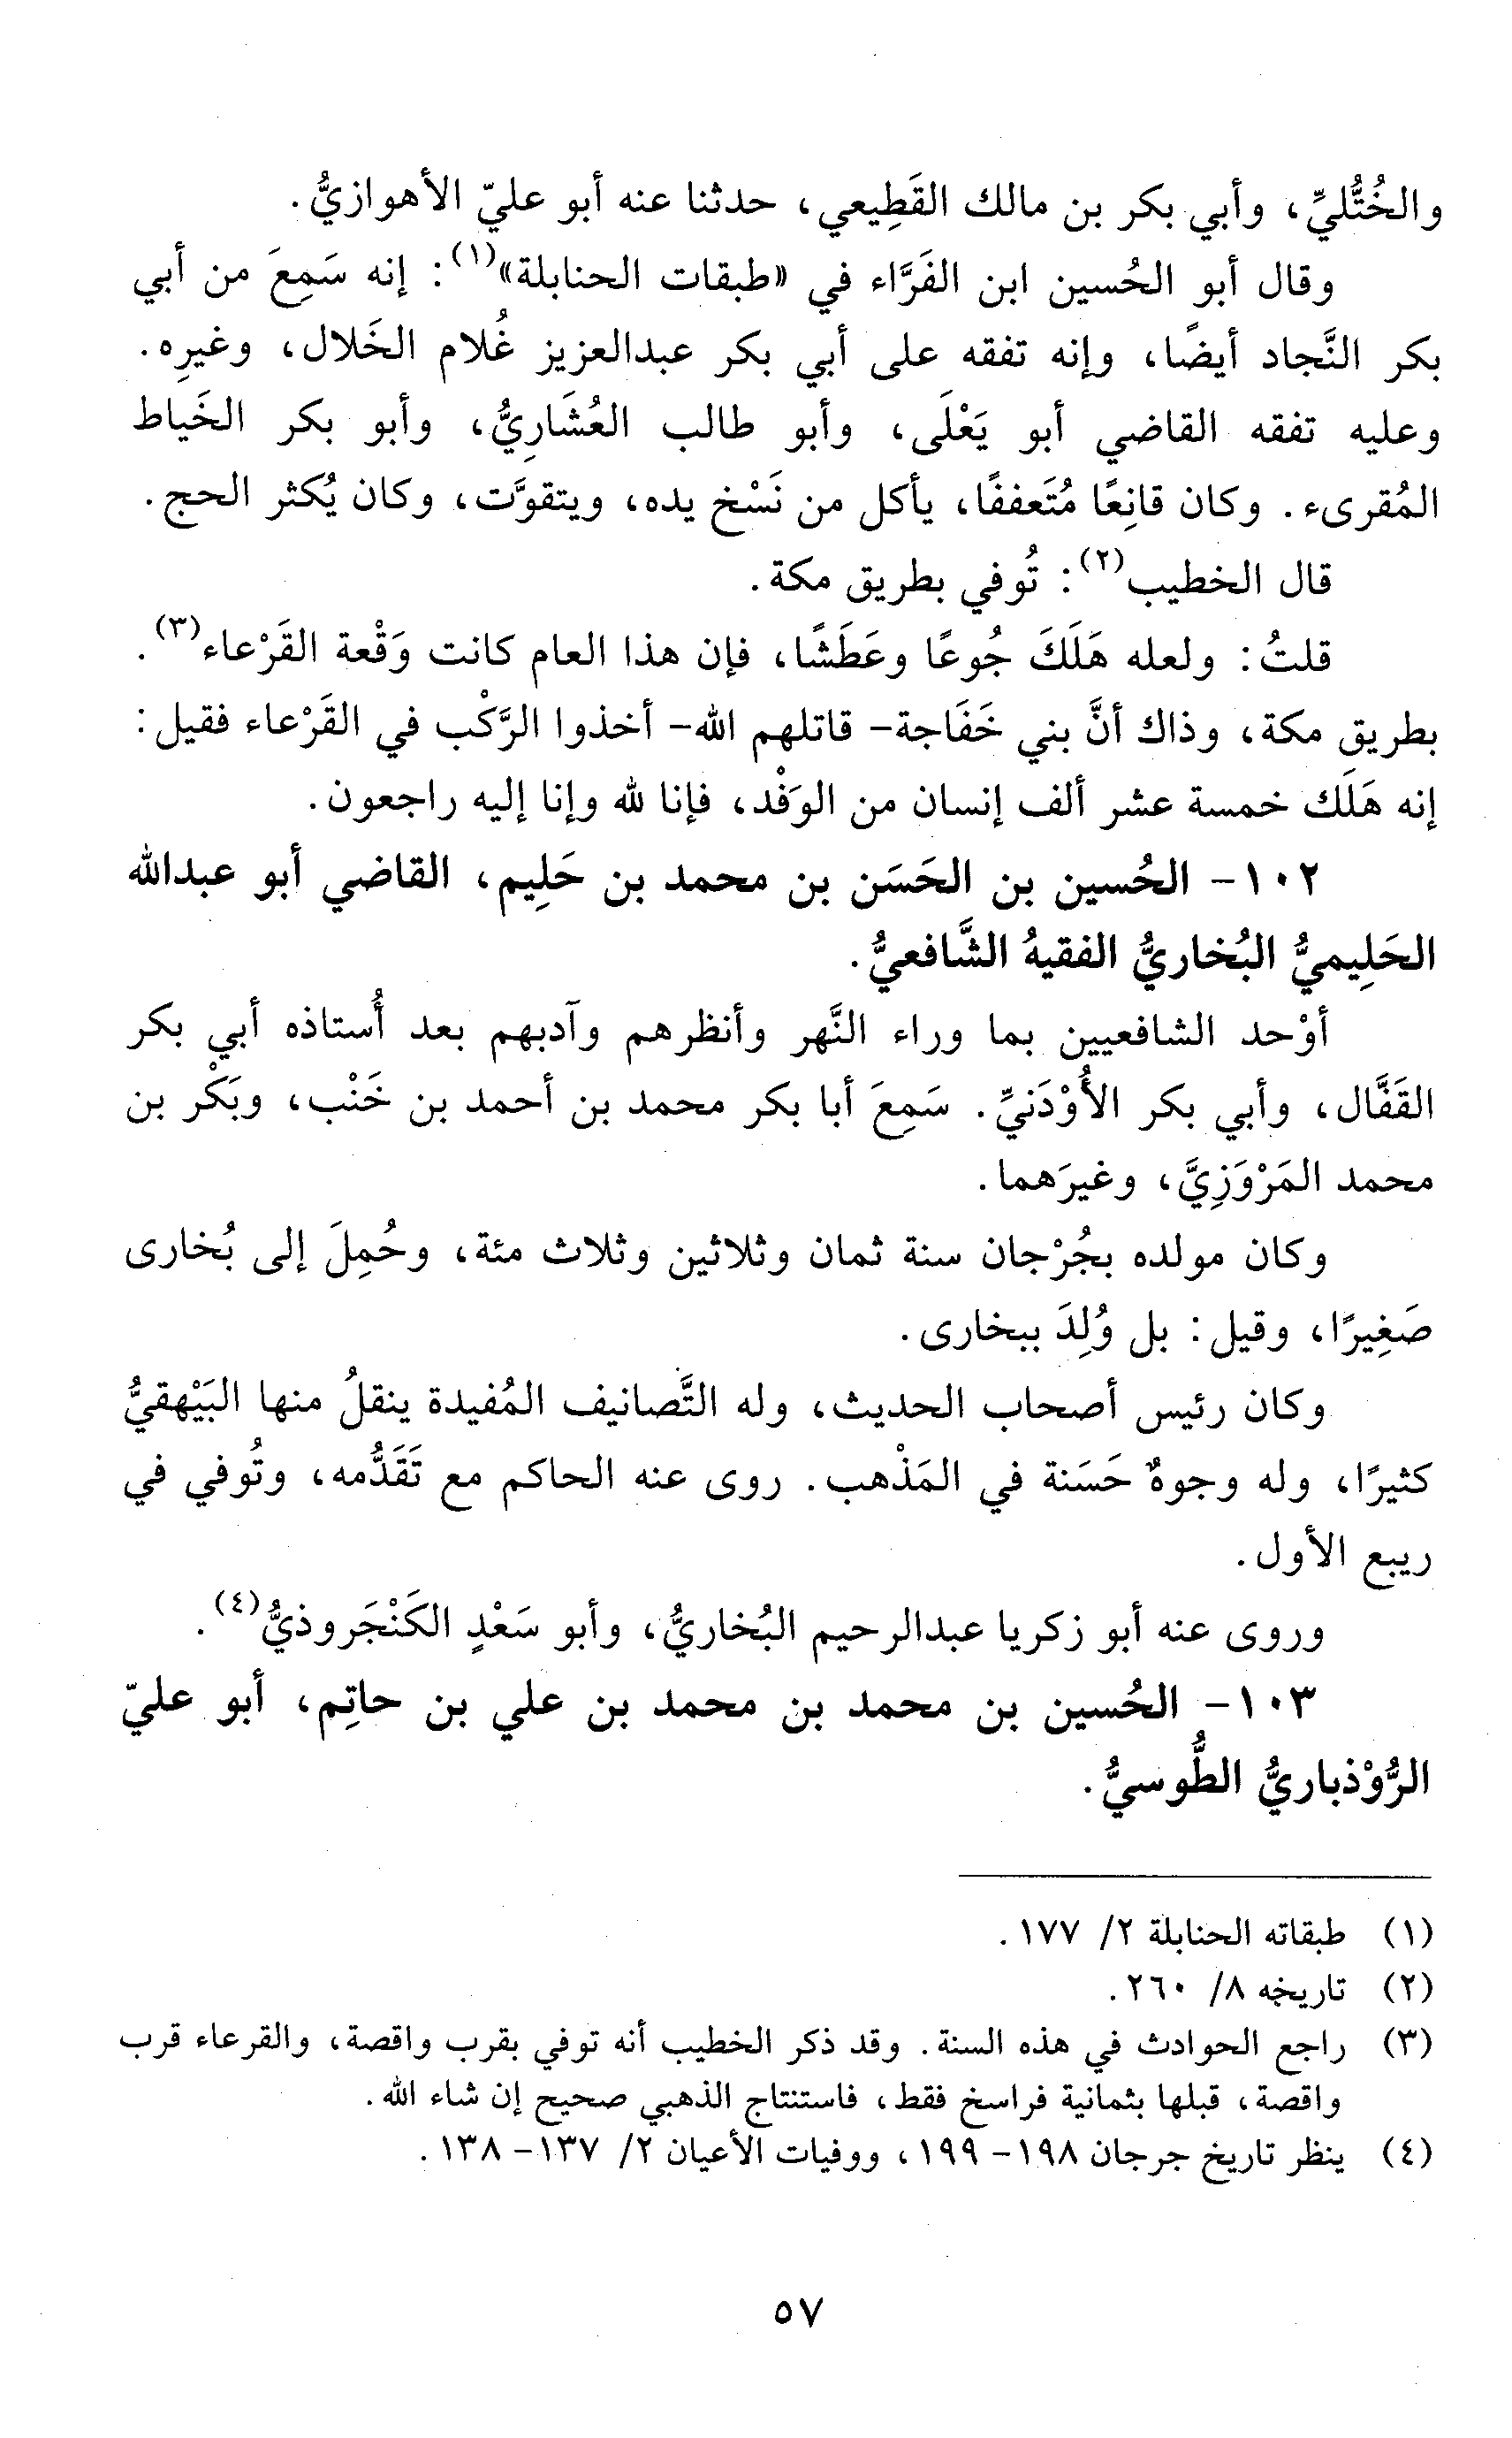 والخُتُّليِّ، وأبي بكر بن مالك القَطِيعي، حدثنا عنه أبو عليّ الأهوازيُّ.
وقال أبو الحُسين ابن الفَرَّاء في «طبقات الحنابلة»(١): إنه سَمِعَ من أبي
بكر النَّجاد أيضًا، وإنه تفقه على أبي بكر عبدالعزيز غُلام الخَلال، وغيرِه.
وعليه تفقه القاضي أبو يَعْلَى، وأبو طالب العُشَارِيُّ، وأبو بكر الخَياط
المُقرىء. وكان قانِعًا مُتَعففًا، يأكل من نَسْخ يده، ويتقوَّت، وكان يُكثر الحج.
قال الخطيب(٢): تُوفي بطريق مكة.
قلتُ: ولعله هَلَكَ جُوعًا وعَطَشًا، فإن هذا العام كانت وَقْعة القَرْعاء(٣).
بطريق مكة، وذاك أنَّ بني خَفَاجة- قاتلهم الله- أخذوا الرَّكْب في القَرْعاء فقيل:
إنه هَلَك خمسة عشر ألف إنسان من الوَفْد، فإنا لله وإنا إليه راجعون.
١٠٢- الحُسين بن الحَسَن بن محمد بن حَلِيم، القاضي أبو عبدالله
الحَلِيميُّ البُخاريُّ الفقيهُ الشَّافعيُّ.
أوْحد الشافعيين بما وراء النَّهر وأنظرهم وآدبهم بعد أُستاذه أبي بكر
القَفَّال، وأبي بكر الأُوْدَنيِّ. سَمِعَ أبا بكر محمد بن أحمد بن خَنْب، وبَكْر بن
محمد المَرْوَزِيَّ، وغيرَهما.
وكان مولده بجُرْجان سنة ثمان وثلاثين وثلاث مئة، وحُمِلَ إلى بُخارى
صَغِيرًا، وقيل: بل وُلِدَ ببخارى.
وكان رئيس أصحاب الحديث، وله التَّصانيف المُفيدة ينقلُ منها البَيْهقيُّ
كثيرًا، وله وجوهٌ حَسَنة في المَذْهب. روى عنه الحاكم مع تَقَدُّمه، وتُوفي في
ربيع الأول.
وروى عنه أبو زكريا عبدالرحيم البُخاريُّ، وأبو سَعْدٍ الكَنْجَروذيُّ(٤).
١٠٣- الحُسين بن محمد بن محمد بن علي بن حاتِم، أبو عليّ
الرُّوْذباريُّ الطُّوسيُّ.
(١) طبقاته الحنابلة ٢/ ١٧٧.
(٢) تاريخه ٨/ ٢٦٠.
(٣) راجع الحوادث في هذه السنة. وقد ذكر الخطيب أنه توفي بقرب واقصة، والقرعاء قرب
واقصة، قبلها بثمانية فراسخ فقط، فاستنتاج الذهبي صحيح إن شاء الله.
(٤) ينظر تاريخ جرجان ١٩٨- ١٩٩، ووفيات الأعيان ٢/ ١٣٧- ١٣٨.
٥٧